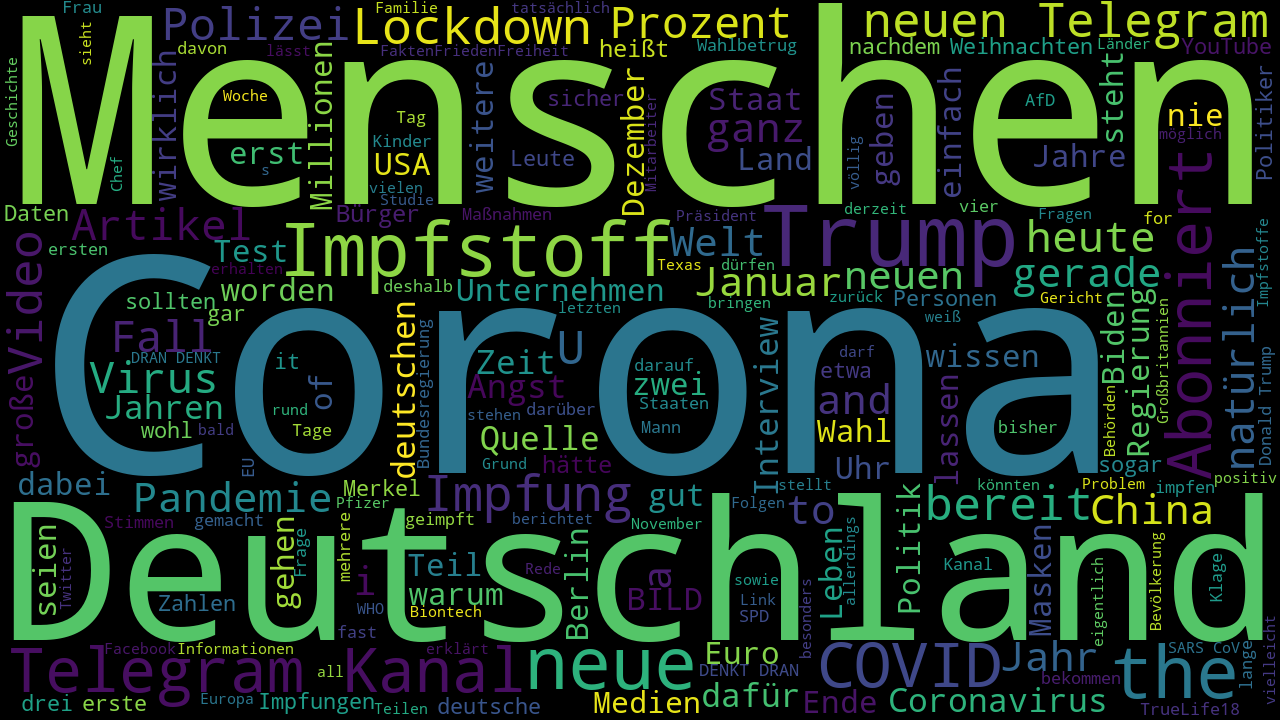 Frau
Familie
tatsächlich
Menschen
Polizei
Lockdown
Prozent
neuen Telegram
sieht
davon
lässt
FaktenFriedenFreiheit
heißt
Wahlbetrug
nachdem
Weihnachten
Länder
YouTube
Geschichte
wirklich
Millionen
weitere
Dezember
Woche
Tag
sicher
Mitarbeiter
Staat
ganz
völlig
geben
einfach
AfD
steht
nie
möglich
Politiker
Chef
erst
s
Kinder
USA
vielen
Studie
Leute
Land
Jahre
Daten
Artikel
Bürger
Maßnahmen
Präsident
derzeit
vier
Fragen
for
ersten
Test
Impfstoff
Welt
Trump
heute
erhalten
deshalb
Texas
dürfen
Video
sollten
worden
Unternehmen
Januar
neuen
gerade
Abonniert
natürlich
Impfstoffe
gar
letzten
bringen
zurück
Personen
Gericht
Corona
Fall
deutschen
Bundesregierung
weiß
Biden
Regierung
Großbritannien
Donald Trump
große
DRAN DENKT
it
Zeit
U
darauf
Interview
darf
wissen
Virus
of
Angst
zwei
etwa
Jahren
rund
stehen
darüber
Staaten
and
lassen
wohl
bald
Tage
Quelle
Mann
Wahl
bisher
Behörden
EU
Grund
hätte
Uhr
sogar
dabei
Merkel
Impfung
gut
stellt
könnten
Problem
impfen
positiv
Pandemie
Pfizer
Folgen
to
bereit
China
Deutschland
Stimmen
gemacht
geimpft
berichtet
November
seien
Twitter
gehen
Frage
mehrere
Teil
Rede
Berlin
a
sowie
Leben
allerdings
Politik
Kanal
Masken
eigentlich
Bevölkerung
Klage
Zahlen
i
WHO
warum
Biontech
BILD
Link
SPD
besonders
fast
Facebook
Informationen
erklärt
Euro
SARS CoV
Telegram
Kanal
neue
DENKT DRAN
COVID
Jahr
bekommen
the
lange
vielleicht
all
drei
erste
Europa
Impfungen
Teilen
deutsche
Medien
dafür
Ende
Coronavirus
TrueLife18